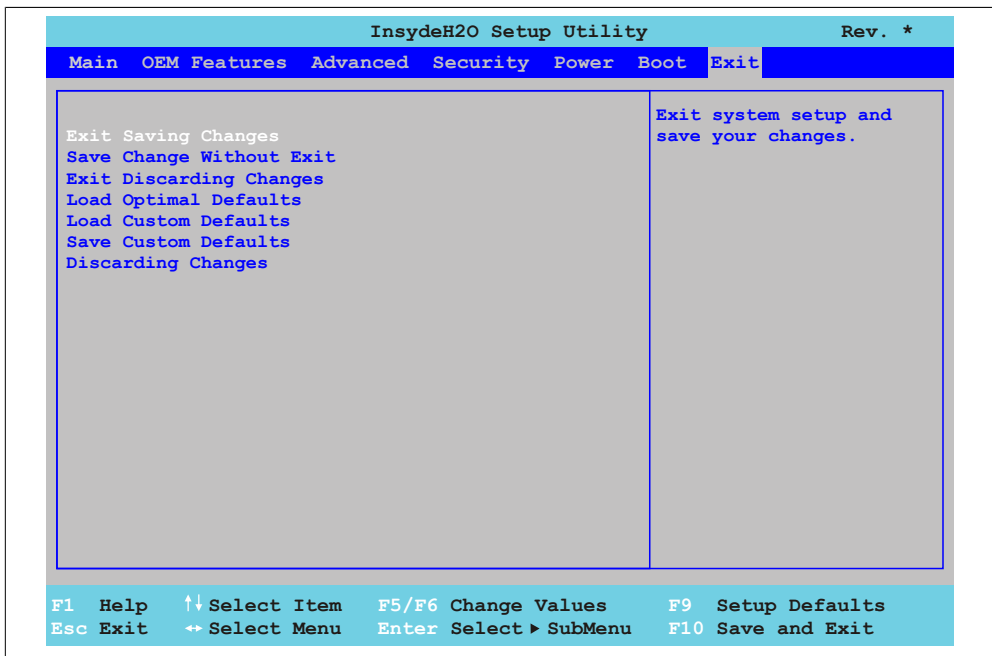 InsydeH2O Setup Utility Rev. *
Main OEM Features Advanced Security Power Boot Exit
Exit Saving Changes
Save Change Without Exit
Exit Discarding Changes
Load Optimal Defaults
Load Custom Defaults
Save Custom Defaults
Discarding Changes
Exit system setup and
save your changes.
F1 Help ↑↓ Select Item F5/F6 Change Values F9 Setup Defaults
Esc Exit ↔ Select Menu Enter Select ▶ SubMenu F10 Save and Exit